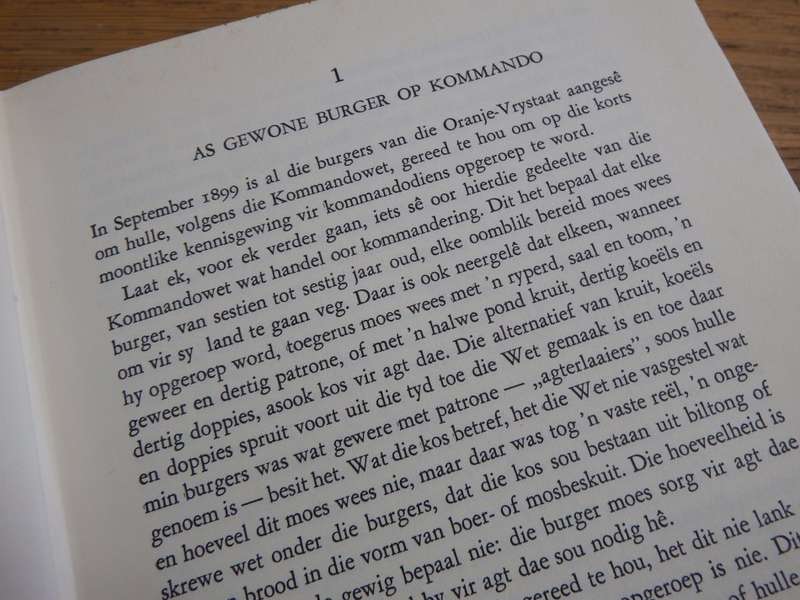 1
AS GEWONE BURGER OP KOMMANDO
In September 1899 is al die burgers van die Oranje-Vrystaat aangesê
om hulle, volgens die Kommandowet, gereed te hou om op die korts
moontlike kennisgewing vir kommandodiens opgeroep te word.
Laat ek, voor ek verder gaan, iets sê oor hierdie gedeelte van die
Kommandowet wat handel oor kommandering. Dit het bepaal dat elke
burger, van sestien tot sestig jaar oud, elke oomblik bereid moes wees
om vir sy land te gaan veg. Daar is ook neergelê dat elkeen, wanneer
hy opgeroep word, toegerus moes wees met 'n ryperd, saal en toom, 'n
geweer en dertig patrone, of met 'n halwe pond kruit, dertig koeëls en
dertig doppies, asook kos vir agt dae. Die alternatief van kruit, koeëls
en doppies spruit voort uit die tyd toe die Wet gemaak is en toe daar
min burgers was wat gewere met patrone — „agterlaaiers”, soos hulle
genoem is — besit het. Wat die kos betref, het die Wet nie vasgestel wat
en hoeveel dit moes wees nie, maar daar was tog 'n vaste reël, 'n onge-
skrewe wet onder die burgers, dat die kos sou bestaan uit biltong of
brood in die vorm van boer- of mosbeskuit. Die hoeveelheid is
gewig bepaal nie: die burger moes sorg vir agt dae
hy vir agt dae sou nodig hê.
gereed te hou, het dit nie lank
opgeroep is nie. Dit
of hulle